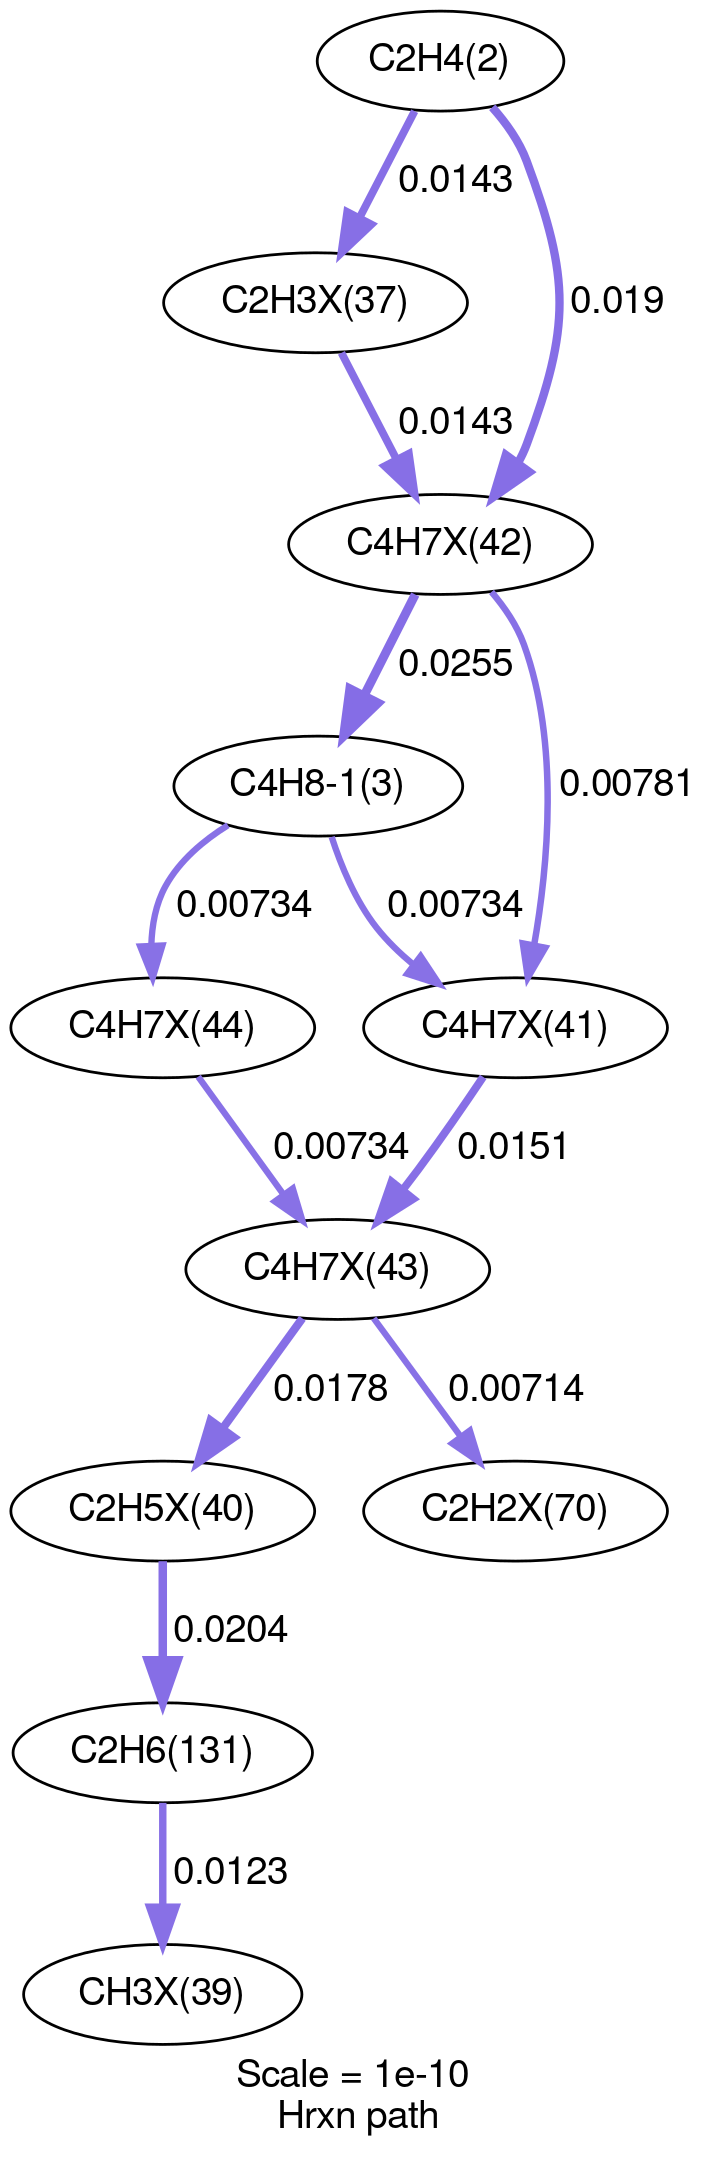 C2H4(2)
0.0143
C2H3X(37)
0.019
0.0143
C4H7X(42)
0.0255
C4H8-1(3)
0.00781
0.00734
0.00734
C4H7X(44)
C4H7X(41)
0.00734
0.0151
C4H7X(43)
0.0178
0.00714
C2H5X(40)
C2H2X(70)
0.0204
C2H6(131)
0.0123
CH3X(39)
Scale = 1e-10
Hrxn path